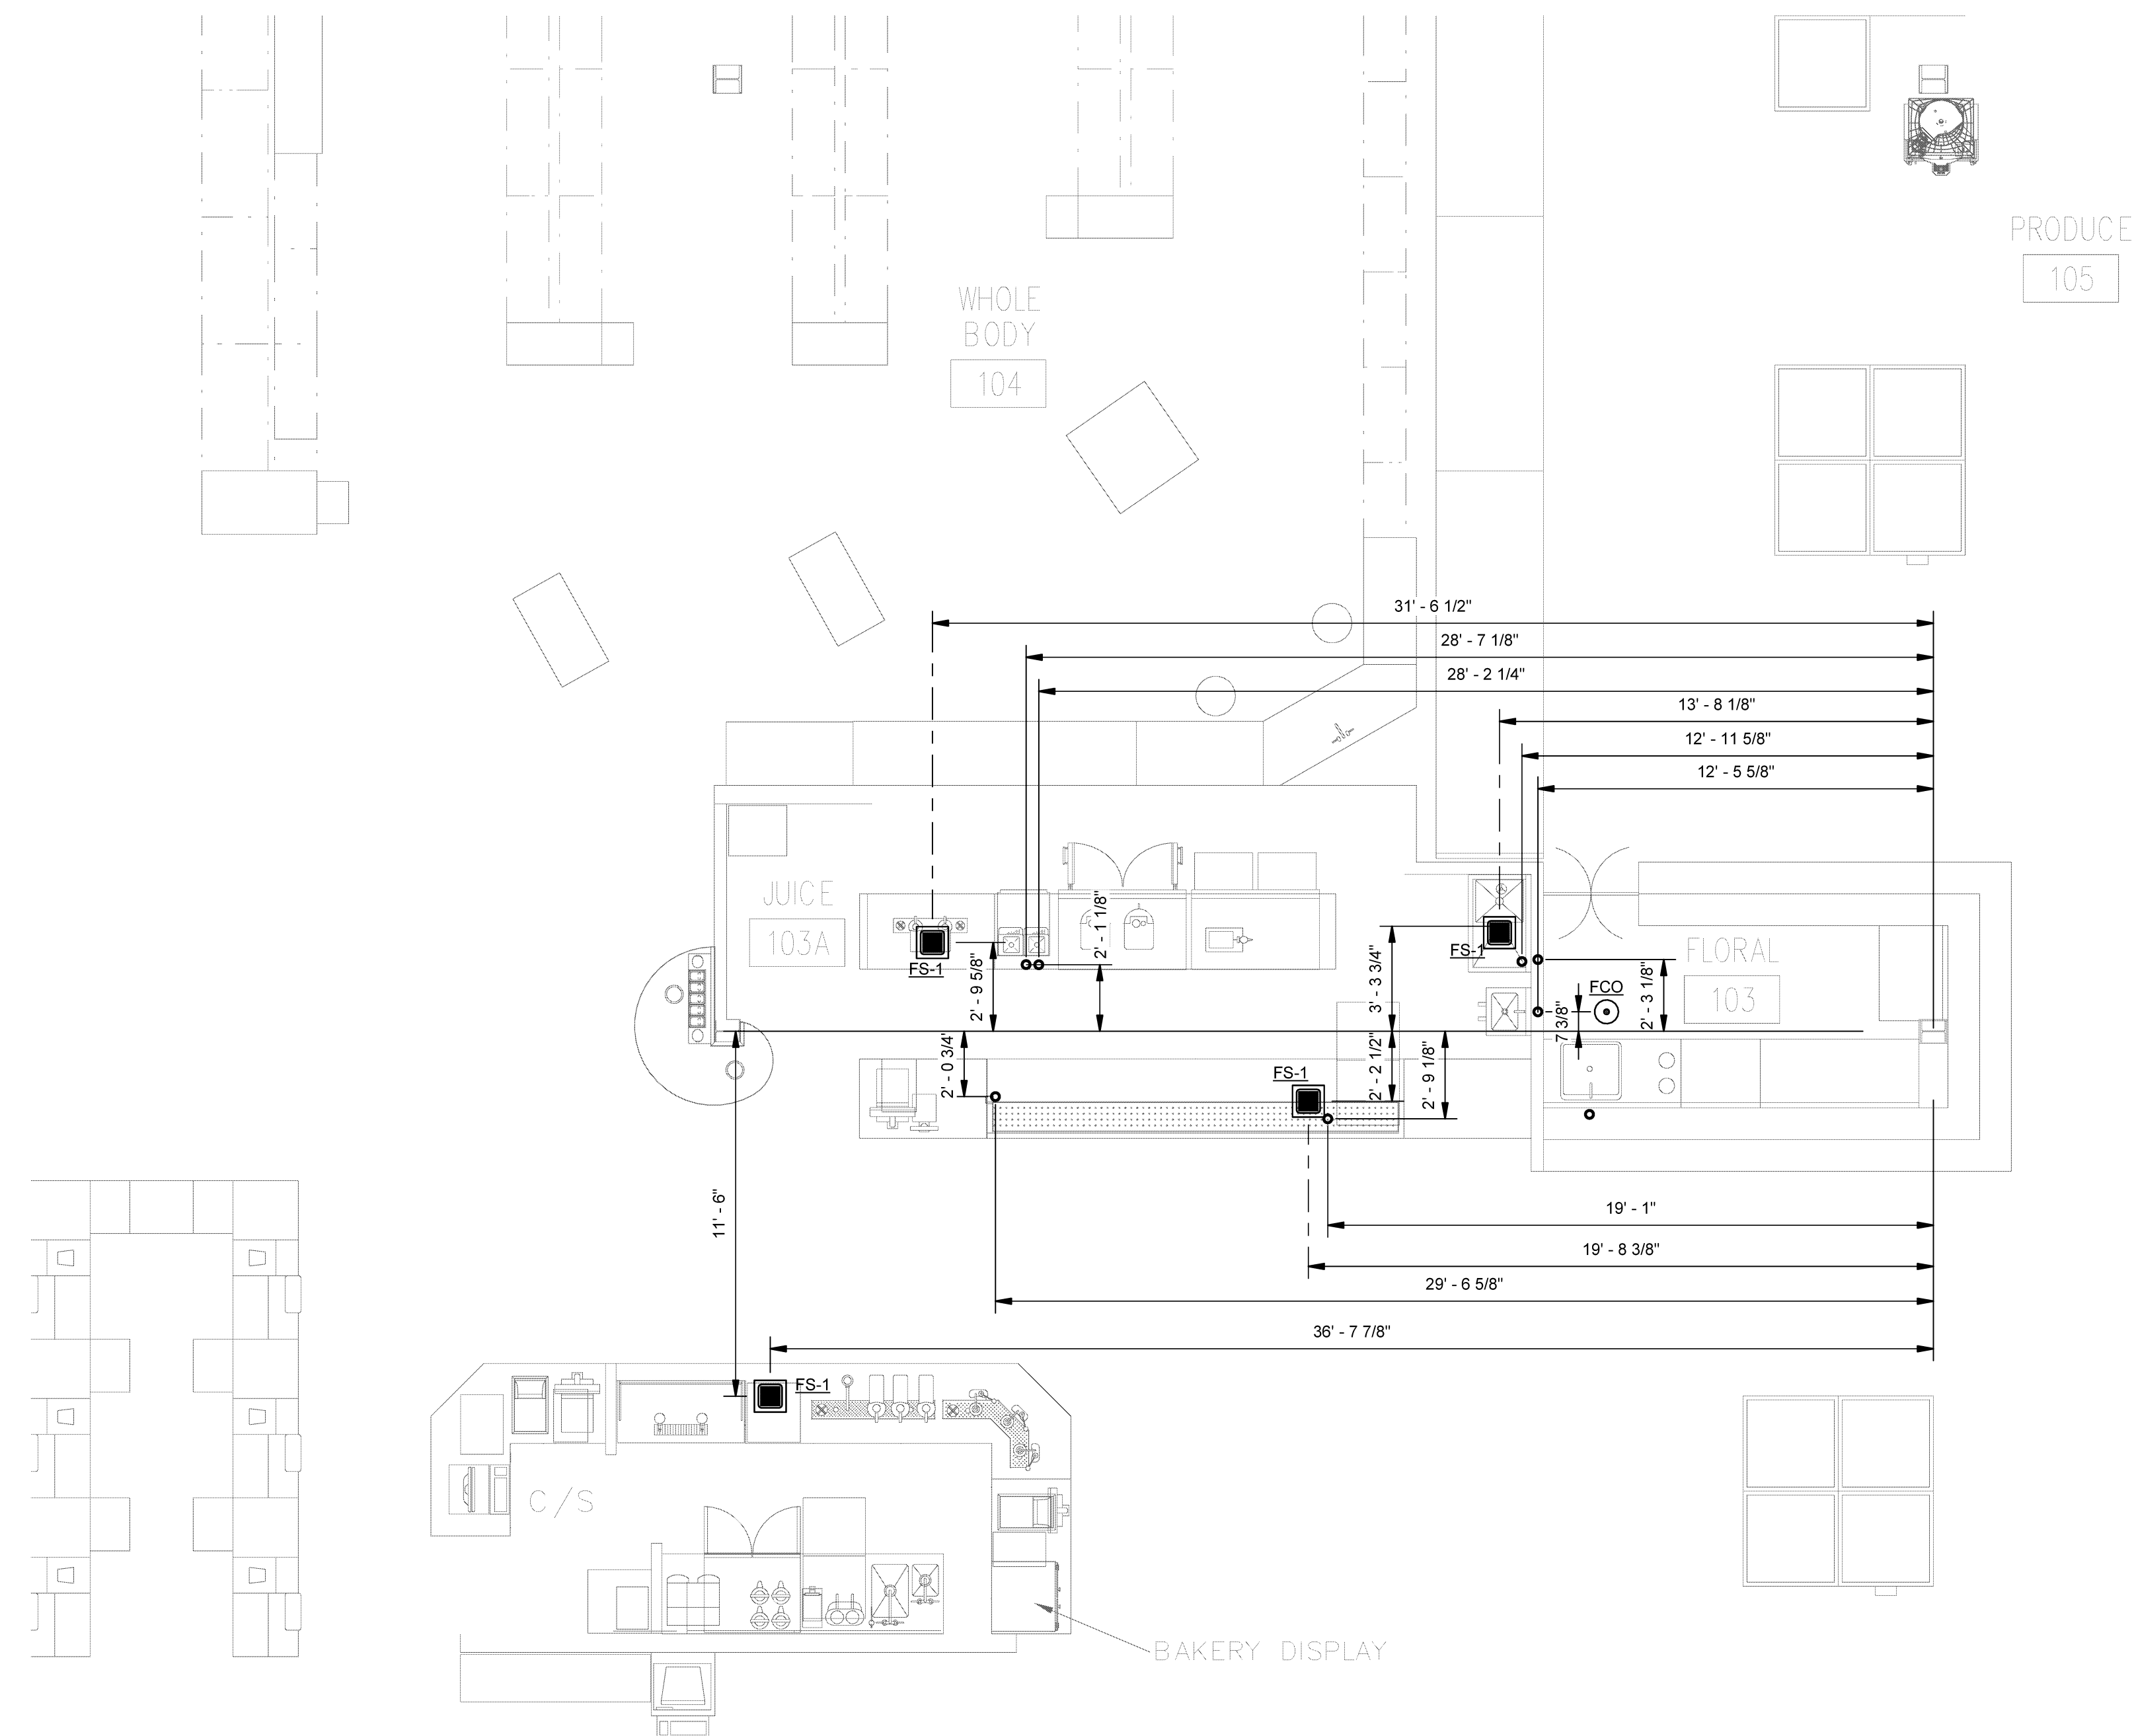 PRODUCE
105
WHOLE
BODY
104
31' - 6 1/2"
28' - 7 1/8"
28' - 2 1/4"
13' - 8 1/8"
12' - 11 5/8"
12' - 5 5/8"
JUICE
103A
FS-1
2' - 9 5/8"
2' - 1 1/8"
3' - 3 3/4"
FS-1
FLORAL
103
FCO
7 3/8"
2' - 3 1/8"
2' - 0 3/4'
FS-1
2' - 2 1/2"
2' - 9 1/8"
11' - 6"
19' - 1"
19' - 8 3/8"
29' - 6 5/8"
36' - 7 7/8"
FS-1
C/S
BAKERY DISPLAY